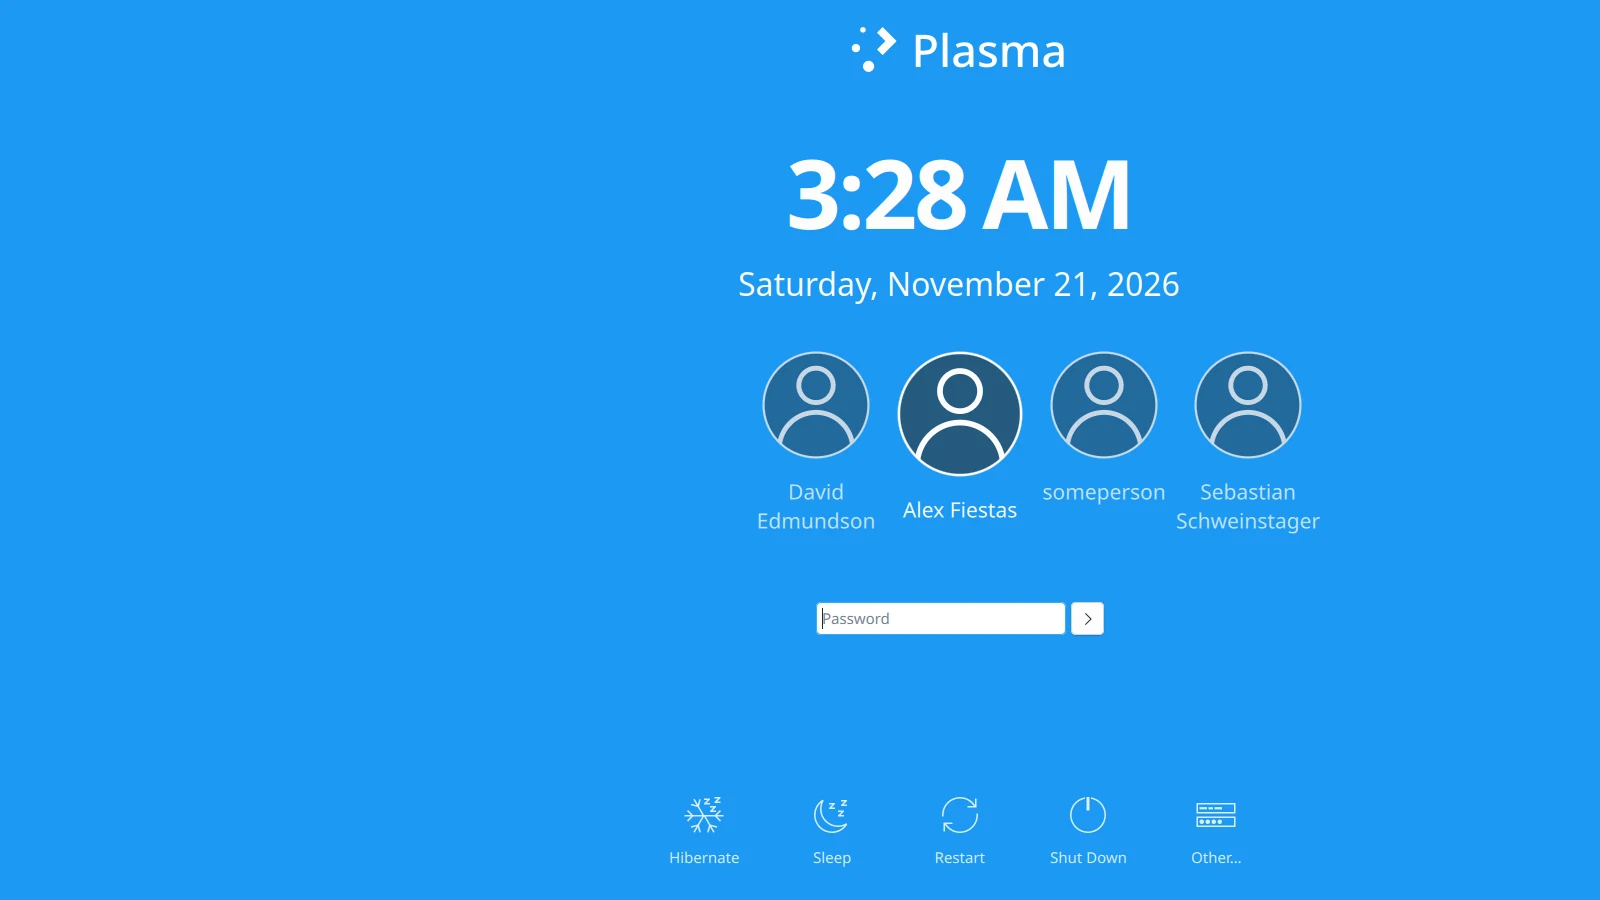 Plasma
3:28 AM
Saturday, November 21, 2026
David
Edmundson
Alex Fiestas
someperson
Sebastian
Schweinstager
Password
Hibernate
Sleep
Restart
Shut Down
Other...